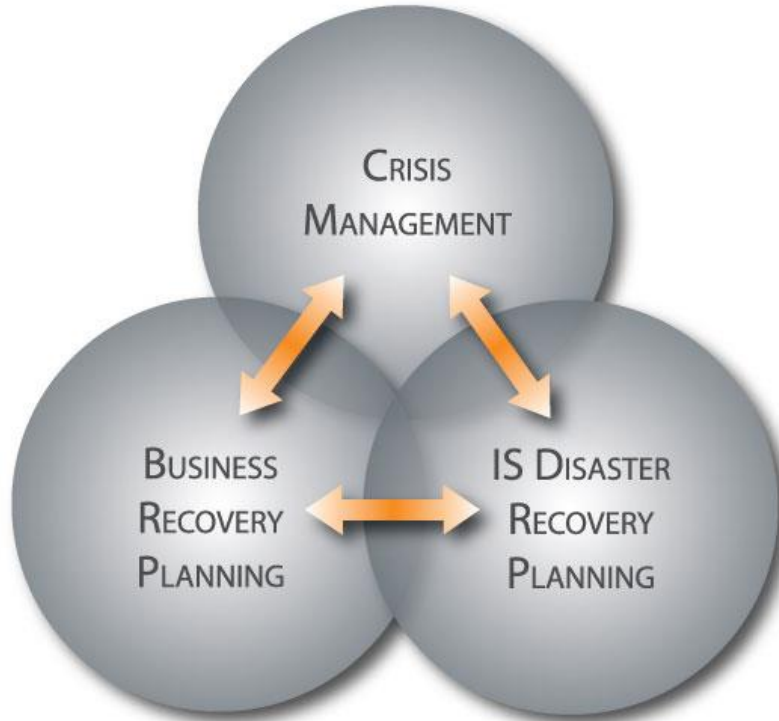 CRISIS
MANAGEMENT
BUSINESS
RECOVERY
PLANNING
IS DISASTER
RECOVERY
PLANNING